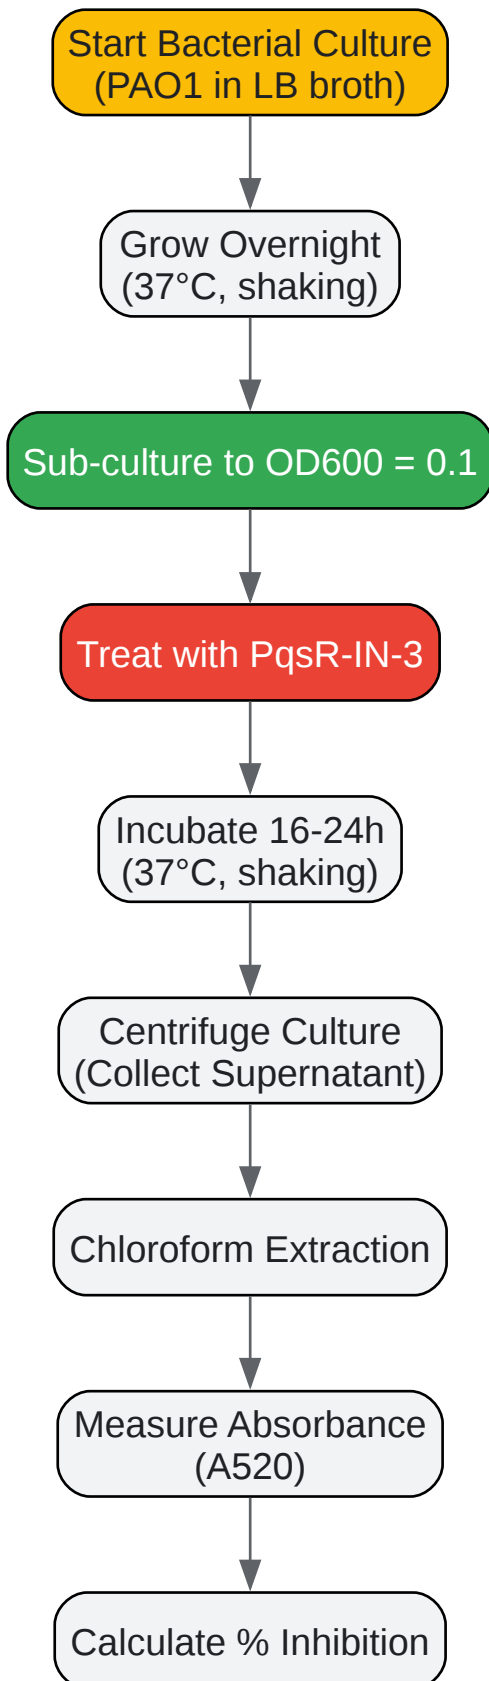 Start Bacterial Culture
(PAO1 in LB broth)
Grow Overnight
(37°C, shaking)
Sub-culture to OD600 = 0.1
Treat with PqsR-IN-3
Incubate 16-24h
(37°C, shaking)
Centrifuge Culture
(Collect Supernatant)
Chloroform Extraction
Measure Absorbance
(A520)
Calculate % Inhibition